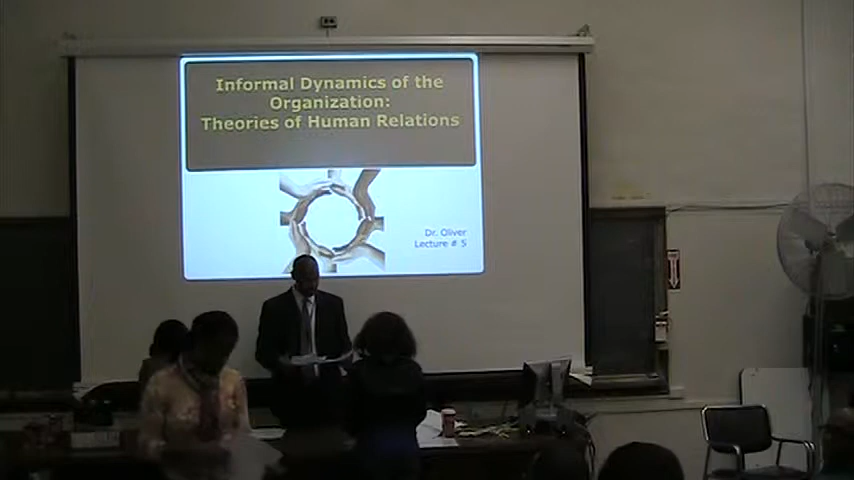 Informal Dynamics of the
Organization:
Theories of Human Relations
Dr. Oliver
Lecture # 5